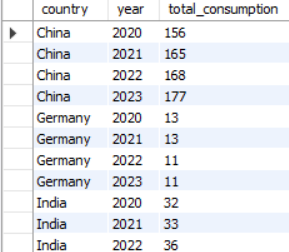 country year total_consumption
China 2020 156
China 2021 165
China 2022 168
China 2023 177
Germany 2020 13
Germany 2021 13
Germany 2022 11
Germany 2023 11
India 2020 32
India 2021 33
India 2022 36